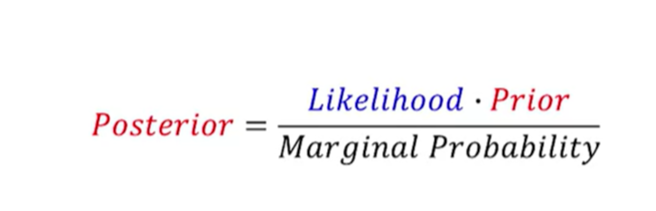 Posterior = Likelihood · Prior
Marginal Probability